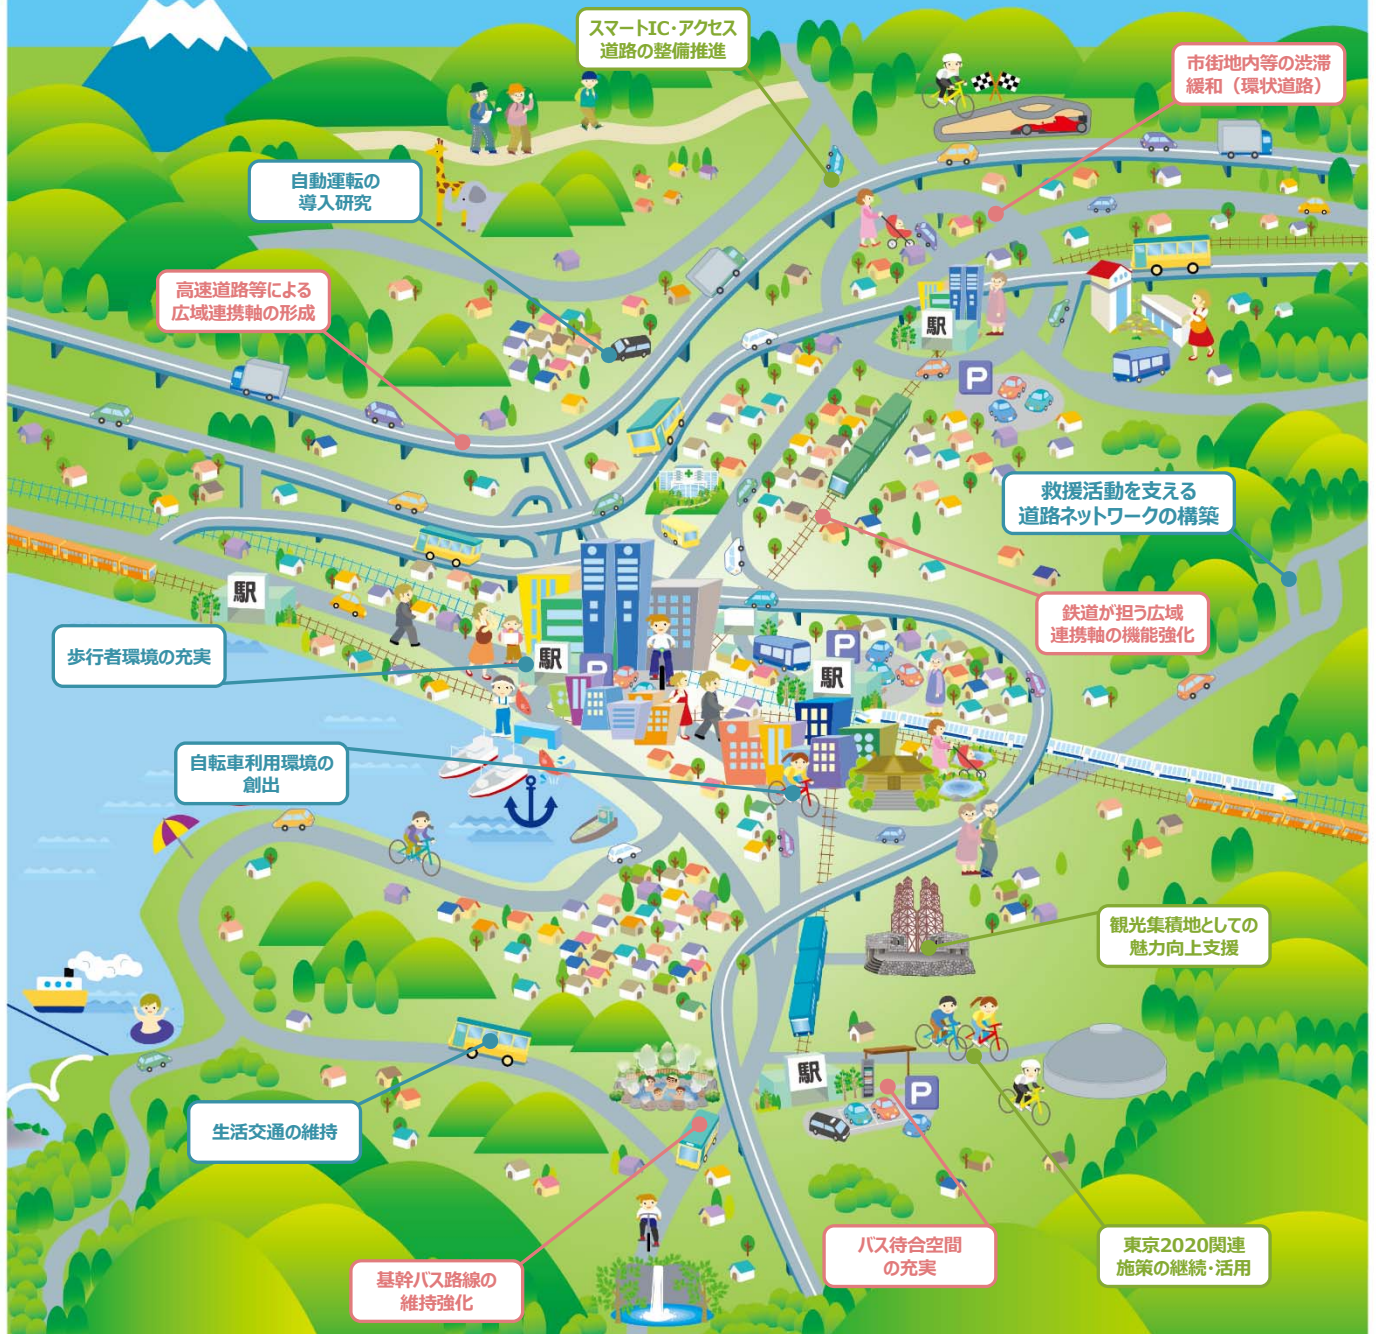 スマートIC・アクセス
道路の整備推進
市街地内等の渋滞
緩和（環状道路）
自動運転の
導入研究
高速道路等による
広域連携軸の形成
駅
P
救援活動を支える
道路ネットワークの構築
駅
鉄道が担う広域
連携軸の機能強化
歩行者環境の充実
駅
P
P
駅
自転車利用環境の
創出
観光集積地としての
魅力向上支援
駅
P
生活交通の維持
基幹バス路線の
維持強化
バス待合空間
の充実
東京2020関連
施策の継続・活用